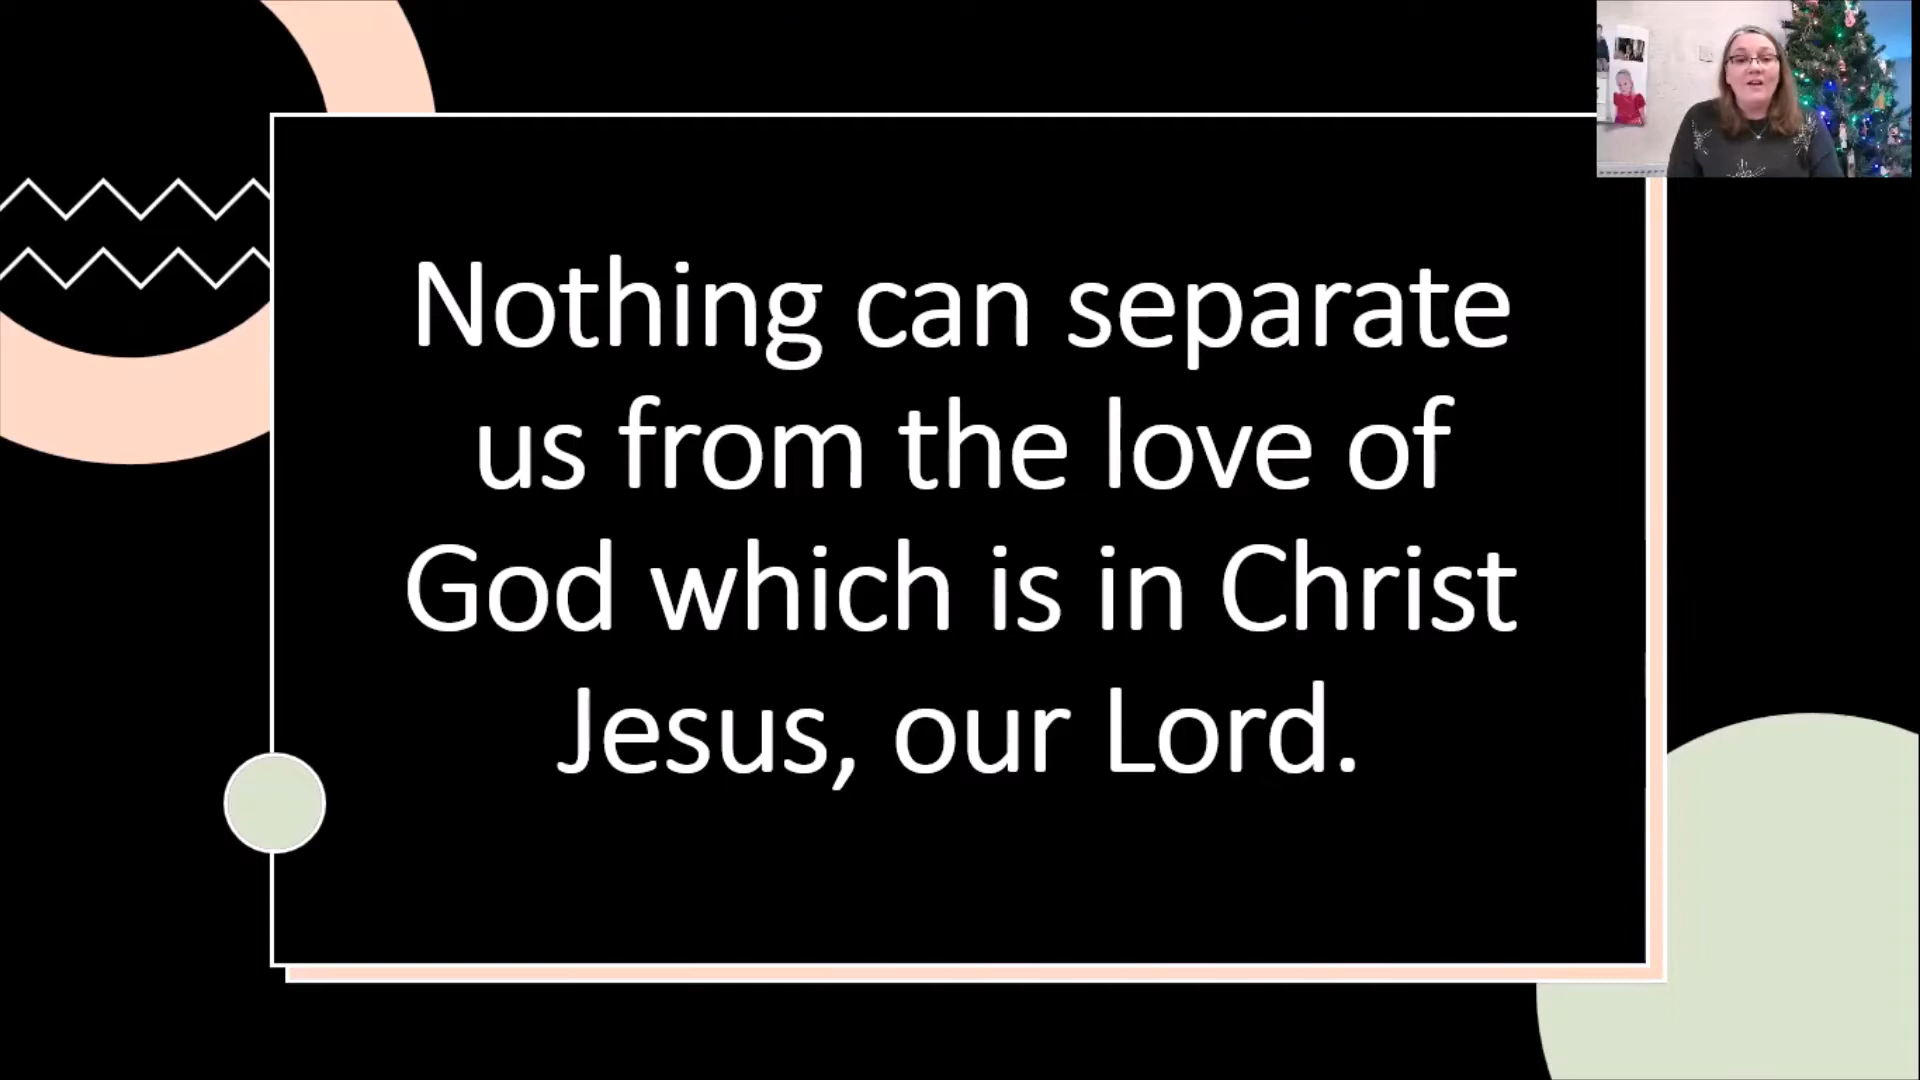 Nothing can separate
us from the love of
God which is in Christ
Jesus, our Lord.